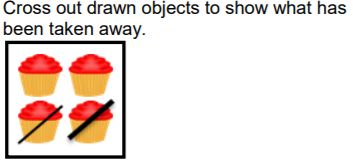 Cross out drawn objects to show what has
been taken away.